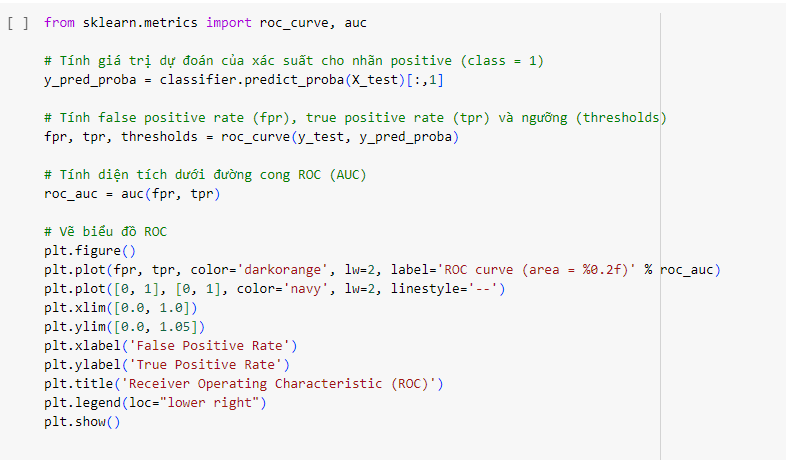 [ ] from sklearn.metrics import roc_curve, auc
# Tính giá trị dự đoán của xác suất cho nhãn positive (class = 1)
y_pred_proba = classifier.predict_proba(X_test)[:,1]
# Tính false positive rate (fpr), true positive rate (tpr) và ngưỡng (thresholds)
fpr, tpr, thresholds = roc_curve(y_test, y_pred_proba)
# Tính diện tích dưới đường cong ROC (AUC)
roc_auc = auc(fpr, tpr)
# Vẽ biểu đồ ROC
plt.figure()
plt.plot(fpr, tpr, color='darkorange', lw=2, label='ROC curve (area = %0.2f)' % roc_auc)
plt.plot([0, 1], [0, 1], color='navy', lw=2, linestyle='--')
plt.xlim([0.0, 1.0])
plt.ylim([0.0, 1.05])
plt.xlabel('False Positive Rate')
plt.ylabel('True Positive Rate')
plt.title('Receiver Operating Characteristic (ROC)')
plt.legend(loc="lower right")
plt.show()